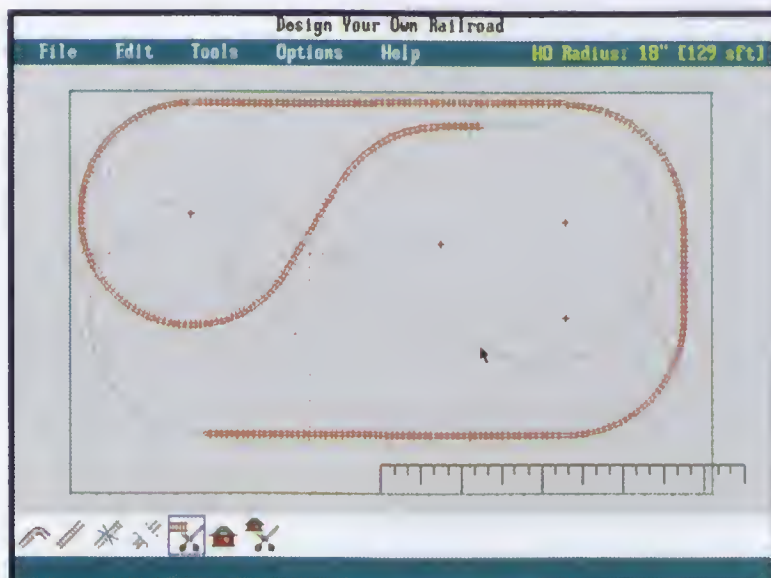 Design Your Own Railroad
File Edit Tools Options Help HO Radius: 18" [129 sft]